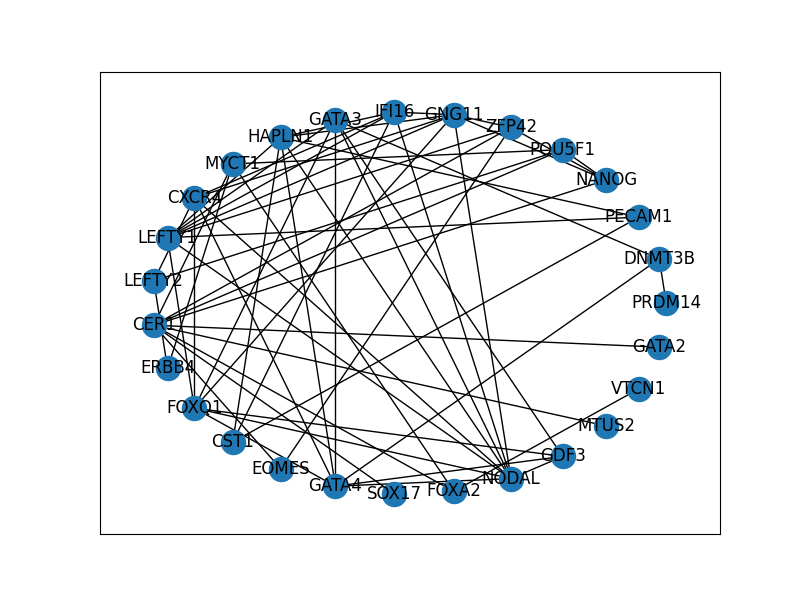 IFI16
GNG11
GATA3
ZFP42
HAPLN1
POU5F1
MYCT1
NANOG
CXCR4
PECAM1
LEFTY1
DNMT3B
LEFTY2
PRDM14
CER1
GATA2
ERBB4
VTCN1
FOXQ1
MTUS2
CST1
GDF3
EOMES
NODAL
GATA4
FOXA2
SOX17